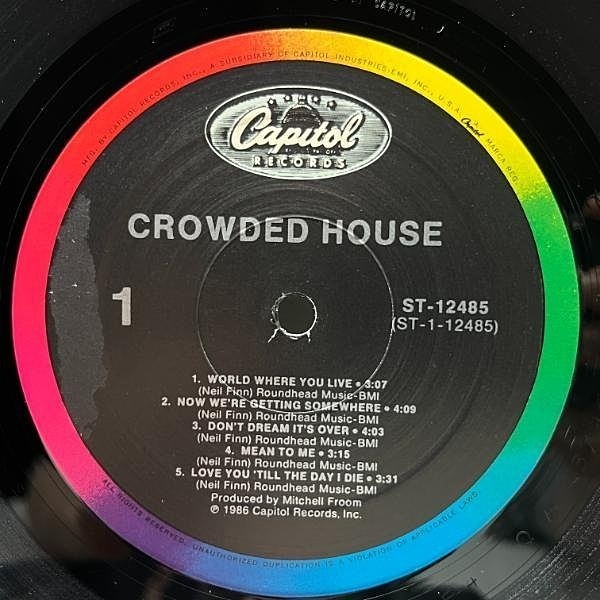 MFG. BY CAPITOL RECORDS, INC., A SUBSIDIARY OF CAPITOL INDUSTRIES-EMI, INC., U.S.A.
Capitol MARCA REG.
Capitol
RECORDS
CROWDED HOUSE
1
ST-12485
(ST-1-12485)
1. WORLD WHERE YOU LIVE • 3:07
(Neil Finn) Roundhead Music-BMI
2. NOW WE'RE GETTING SOMEWHERE • 4:09
(Neil Finn) Roundhead Music-BMI
3. DON'T DREAM IT'S OVER • 4:03
(Neil Finn) Roundhead Music-BMI
4. MEAN TO ME • 3:15
(Neil Finn) Roundhead Music-BMI
5. LOVE YOU 'TILL THE DAY I DIE • 3:31
(Neil Finn) Roundhead Music-BMI
Produced by Mitchell Froom
℗ 1986 Capitol Records, Inc.
ALL RIGHTS RESERVED. UNAUTHORIZED DUPLICATION IS A VIOLATION OF APPLICABLE LAWS.